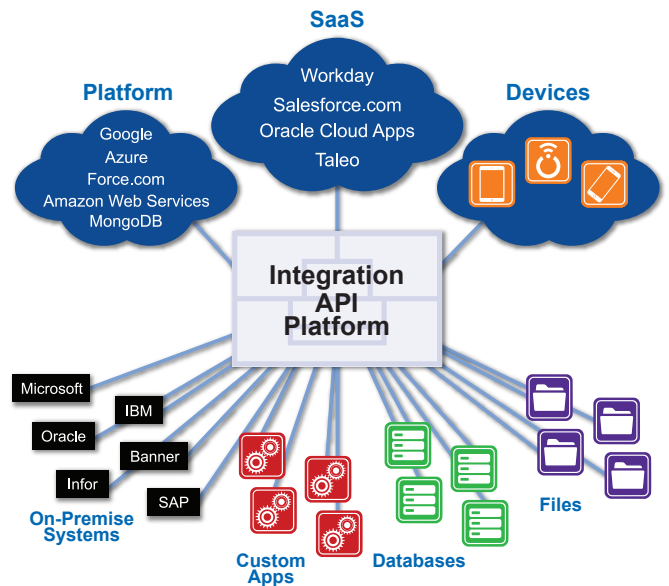 SaaS
Platform
Devices
Workday
Salesforce.com
Oracle Cloud Apps
Taleo
Google
Azure
Force.com
Amazon Web Services
MongoDB
Integration
API
Platform
Microsoft
IBM
Oracle
Banner
Infor
SAP
On-Premise
Systems
Custom
Apps
Databases
Files